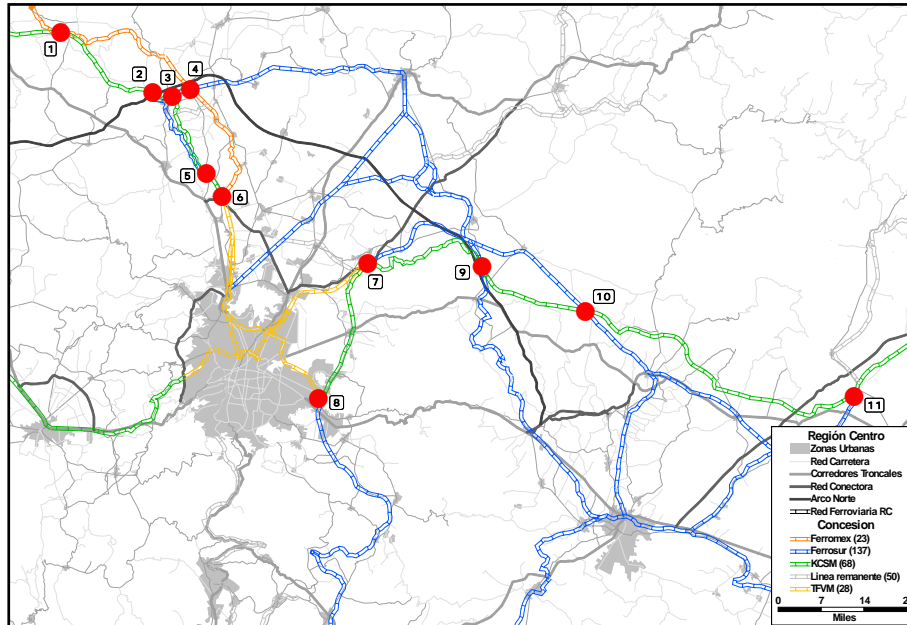 1
2
3
4
5
6
7
8
9
10
11
Región Centro
Zonas Urbanas
Red Carretera
Corredores Troncales
Red Conectora
Arco Norte
Red Ferroviaria RC
Concesion
Ferromex (23)
Ferrosur (137)
KCSM (68)
Linea remanente (50)
TFVM (28)
0 7 14 2
Miles